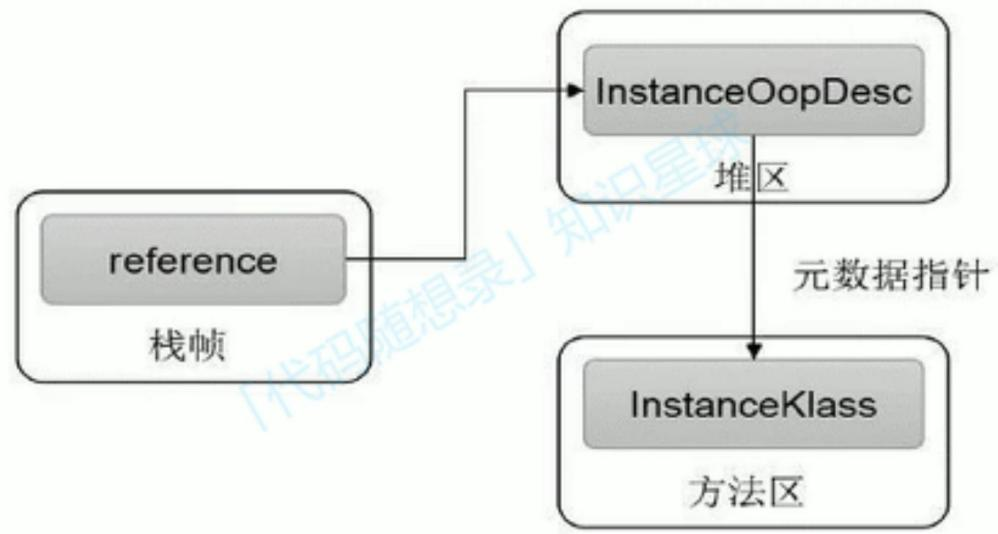 InstanceOopDesc
堆区
reference
栈帧
元数据指针
InstanceKlass
方法区
「代码随想录」知识星球